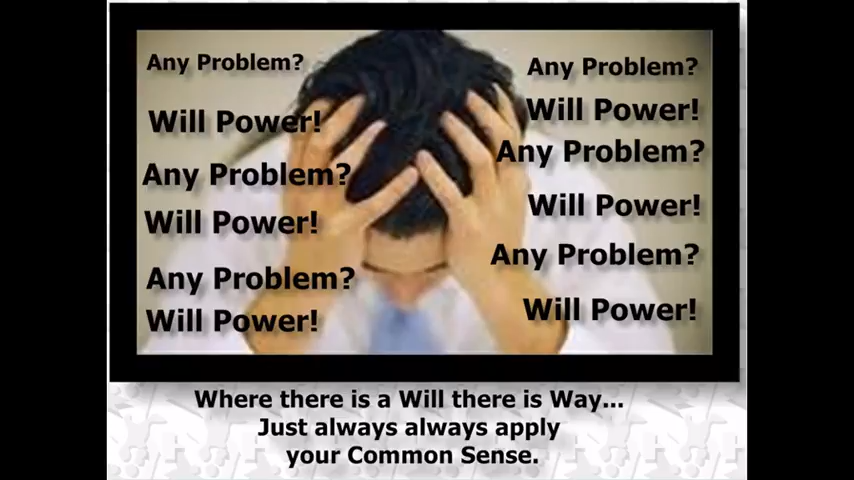 Any Problem?
Will Power!
Any Problem?
Will Power!
Any Problem?
Will Power!
Any Problem?
Will Power!
Any Problem?
Will Power!
Any Problem?
Will Power!
Where there is a Will there is Way...
Just always always apply
your Common Sense.